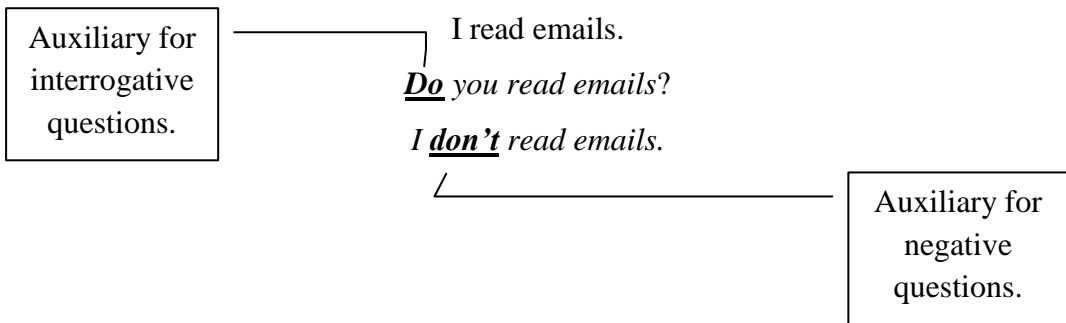 Auxiliary for
interrogative
questions.
I read emails.
Do you read emails?
I don’t read emails.
Auxiliary for
negative
questions.